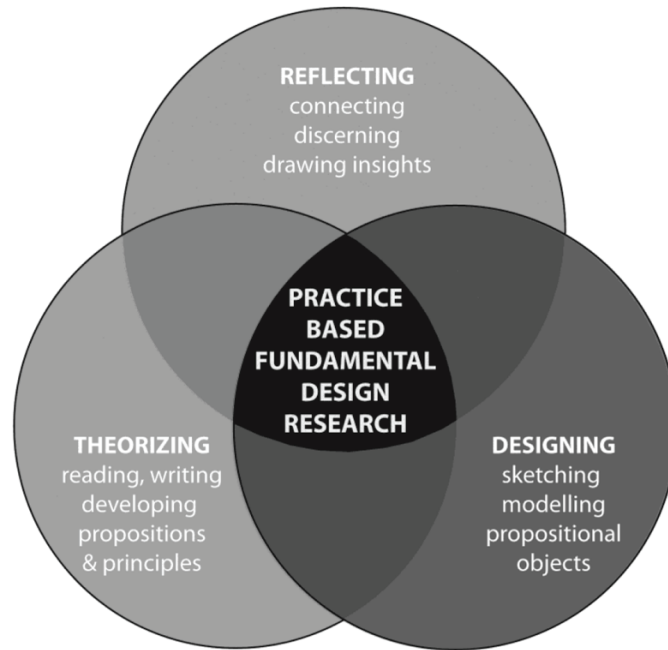 REFLECTING
connecting
discerning
drawing insights
PRACTICE
BASED
FUNDAMENTAL
DESIGN
RESEARCH
THEORIZING
reading, writing
developing
propositions
& principles
DESIGNING
sketching
modelling
propositional
objects